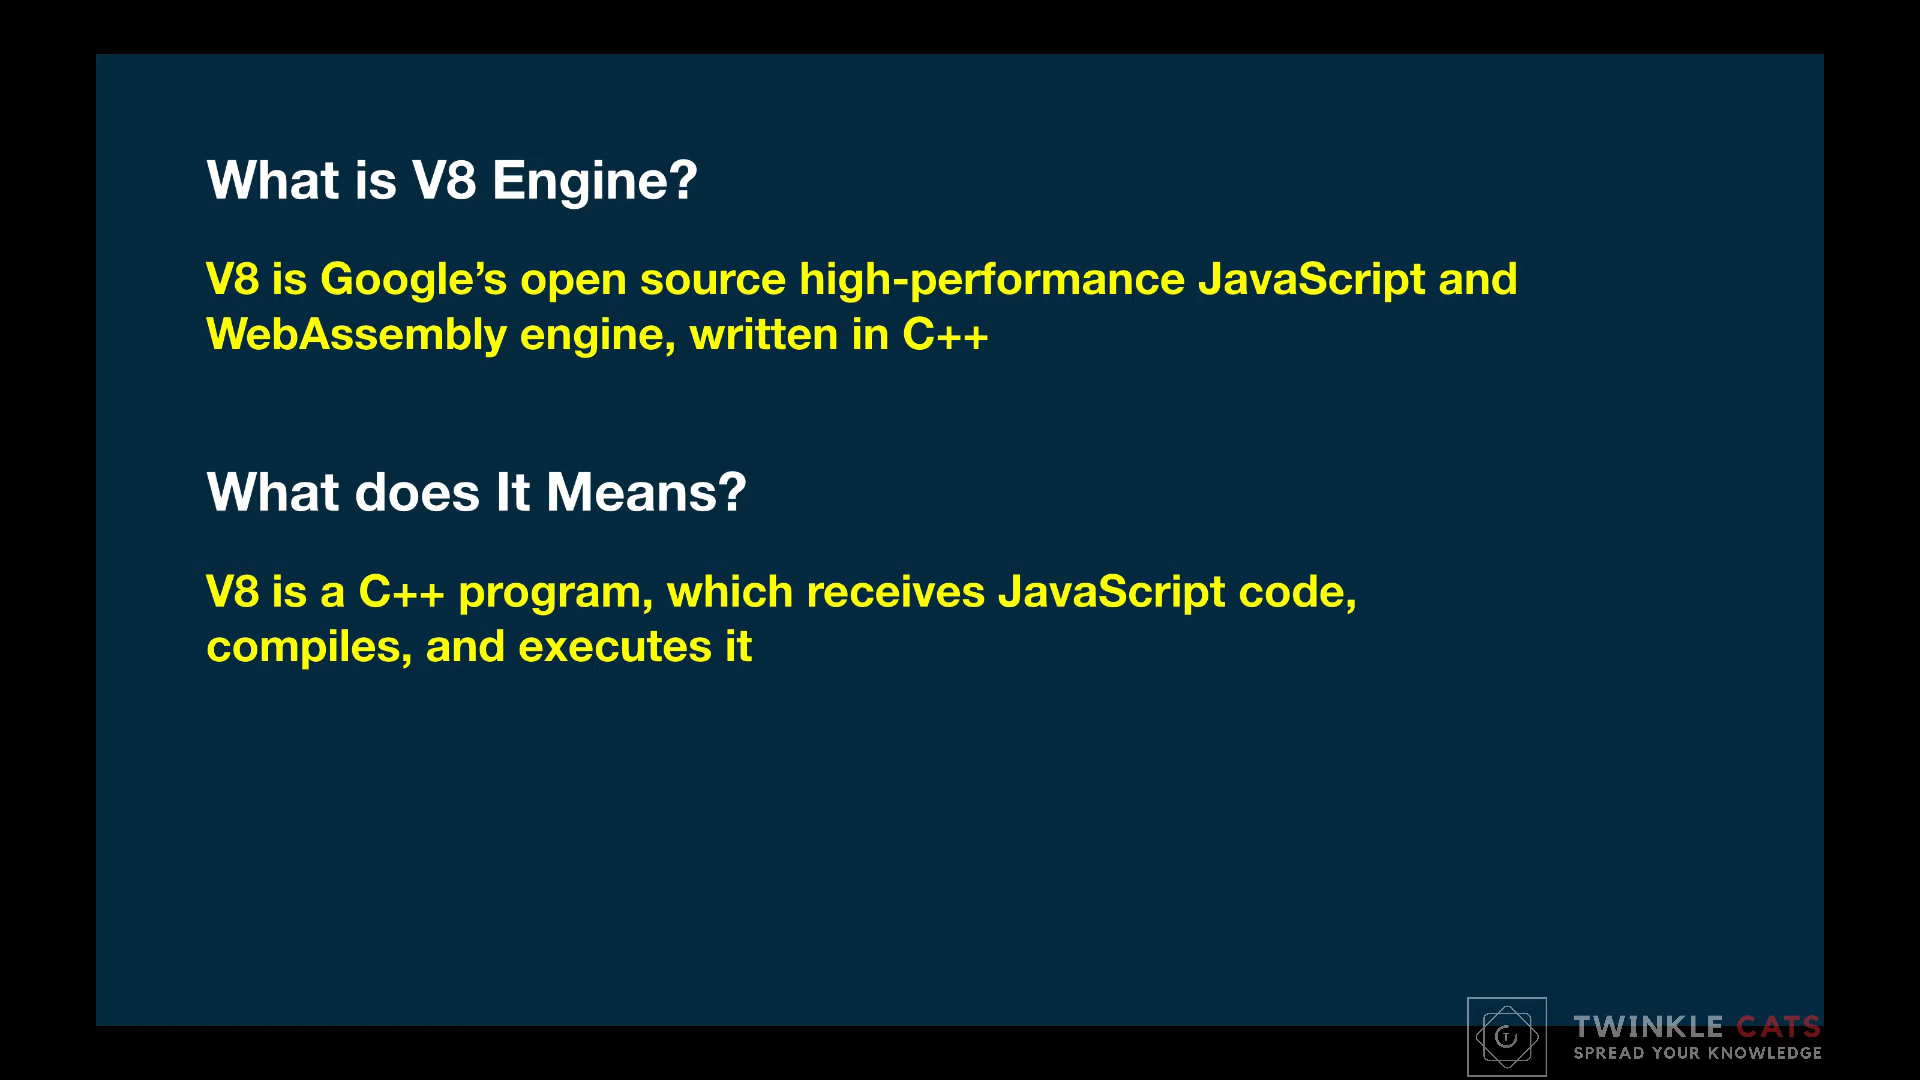 What is V8 Engine?
V8 is Google’s open source high-performance JavaScript and
WebAssembly engine, written in C++
What does It Means?
V8 is a C++ program, which receives JavaScript code,
compiles, and executes it
TWINKLE CATS
SPREAD YOUR KNOWLEDGE